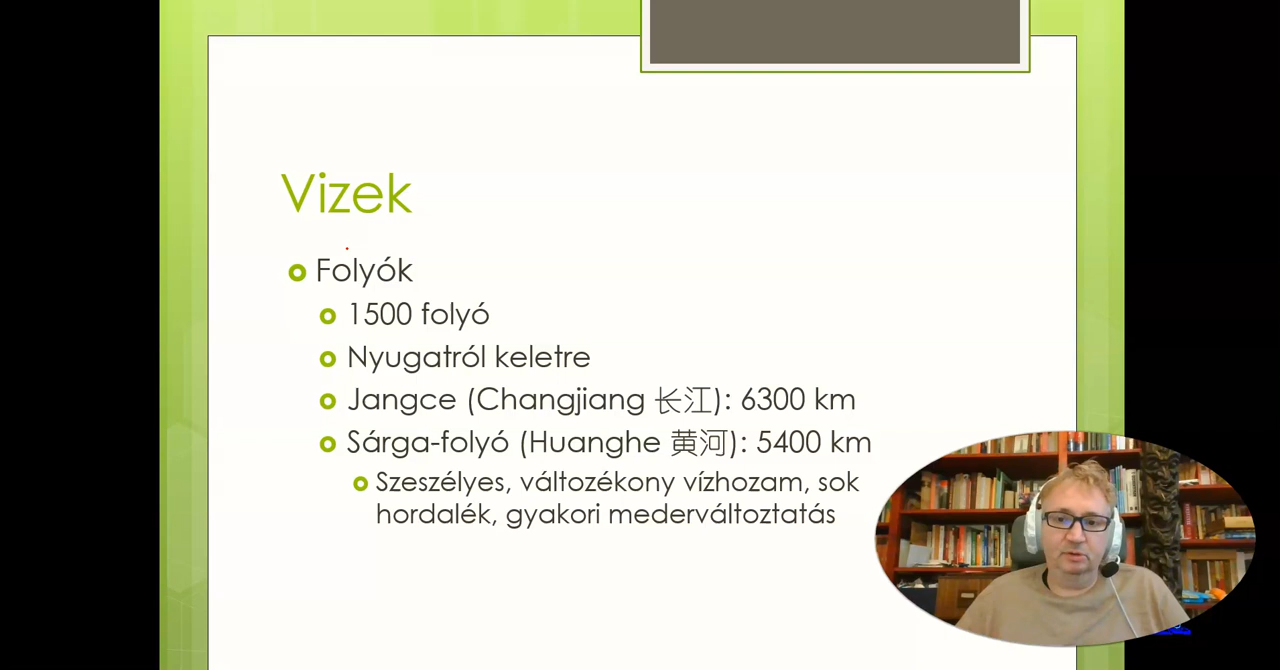 Vizek
Folyók
1500 folyó
Nyugatról keletre
Jangce (Changjiang 长江): 6300 km
Sárga-folyó (Huanghe 黄河): 5400 km
Szeszélyes, változékony vízhozam, sok
hordalék, gyakori mederváltoztatás